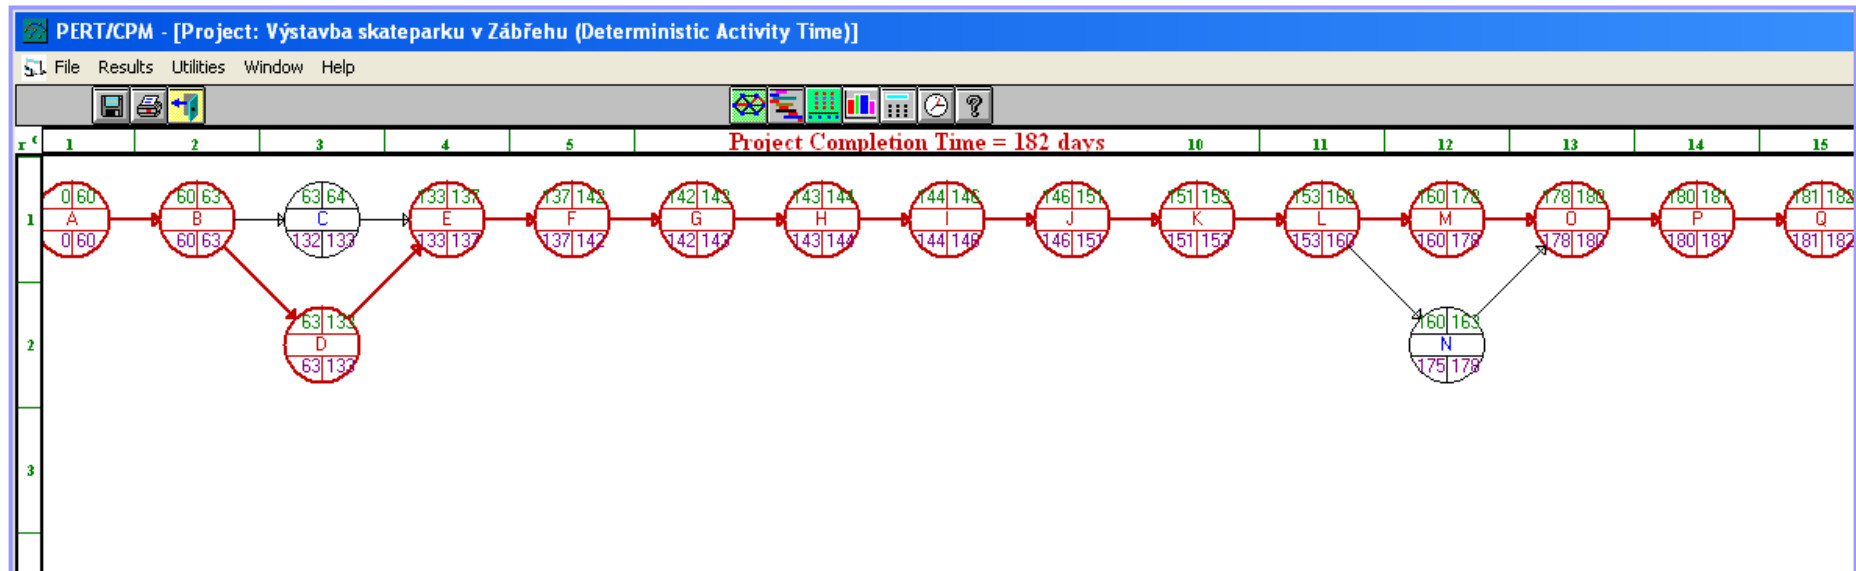 PERT/CPM - [Project: Výstavba skateparku v Zábřehu (Deterministic Activity Time)]
File Results Utilities Window Help
r c 1 2 3 4 5 Project Completion Time = 182 days 10 11 12 13 14 15
1
0 60 60 63 63 64 133 137 137 142 142 143 143 144 144 146 146 151 151 153 153 160 160 178 178 180 180 181 181 182
A B C E F G H I J K L M O P Q
0 60 60 63 132 133 133 137 137 142 142 143 143 144 144 146 146 151 151 153 153 160 160 178 178 180 180 181 181 182
2
63 133 160 163
D N
63 133 175 178
3